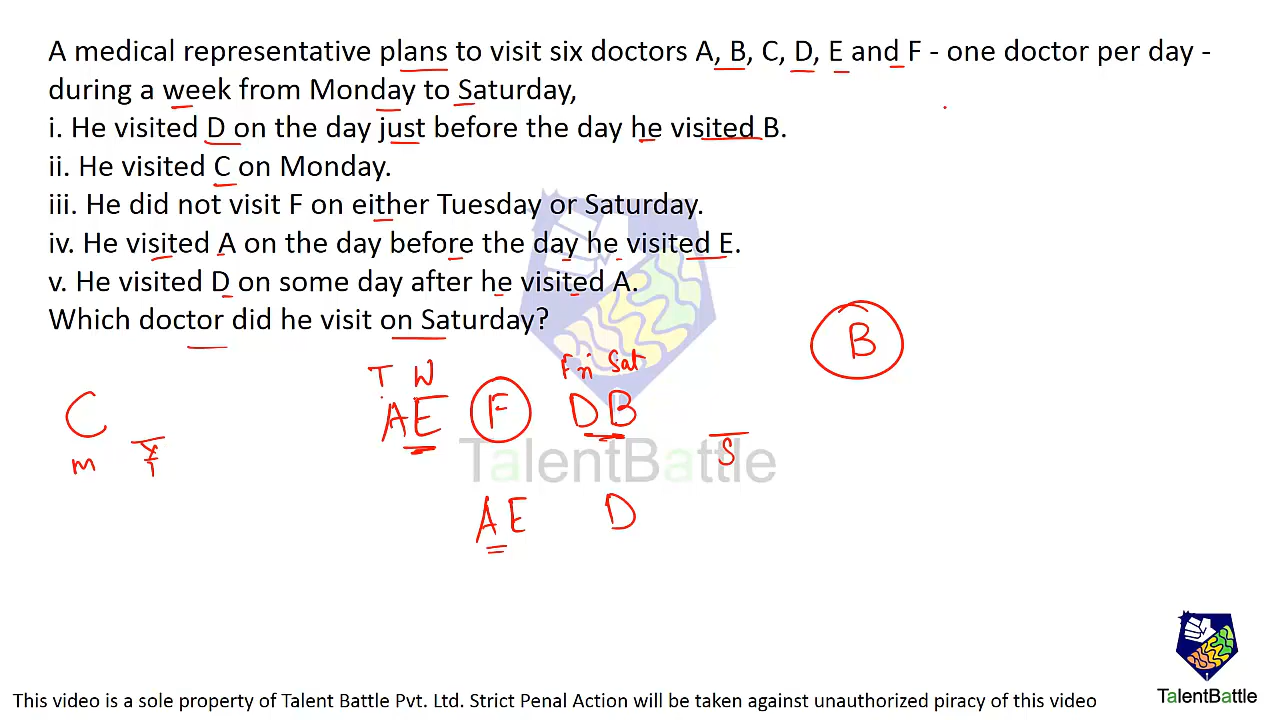 A medical representative plans to visit six doctors A, B, C, D, E and F - one doctor per day -
during a week from Monday to Saturday,
i. He visited D on the day just before the day he visited B.
ii. He visited C on Monday.
iii. He did not visit F on either Tuesday or Saturday.
iv. He visited A on the day before the day he visited E.
v. He visited D on some day after he visited A.
Which doctor did he visit on Saturday?
B
T W Fri Sat
C AE F DB
m T S
TalentBattle
AE D
TalentBattle
This video is a sole property of Talent Battle Pvt. Ltd. Strict Penal Action will be taken against unauthorized piracy of this video